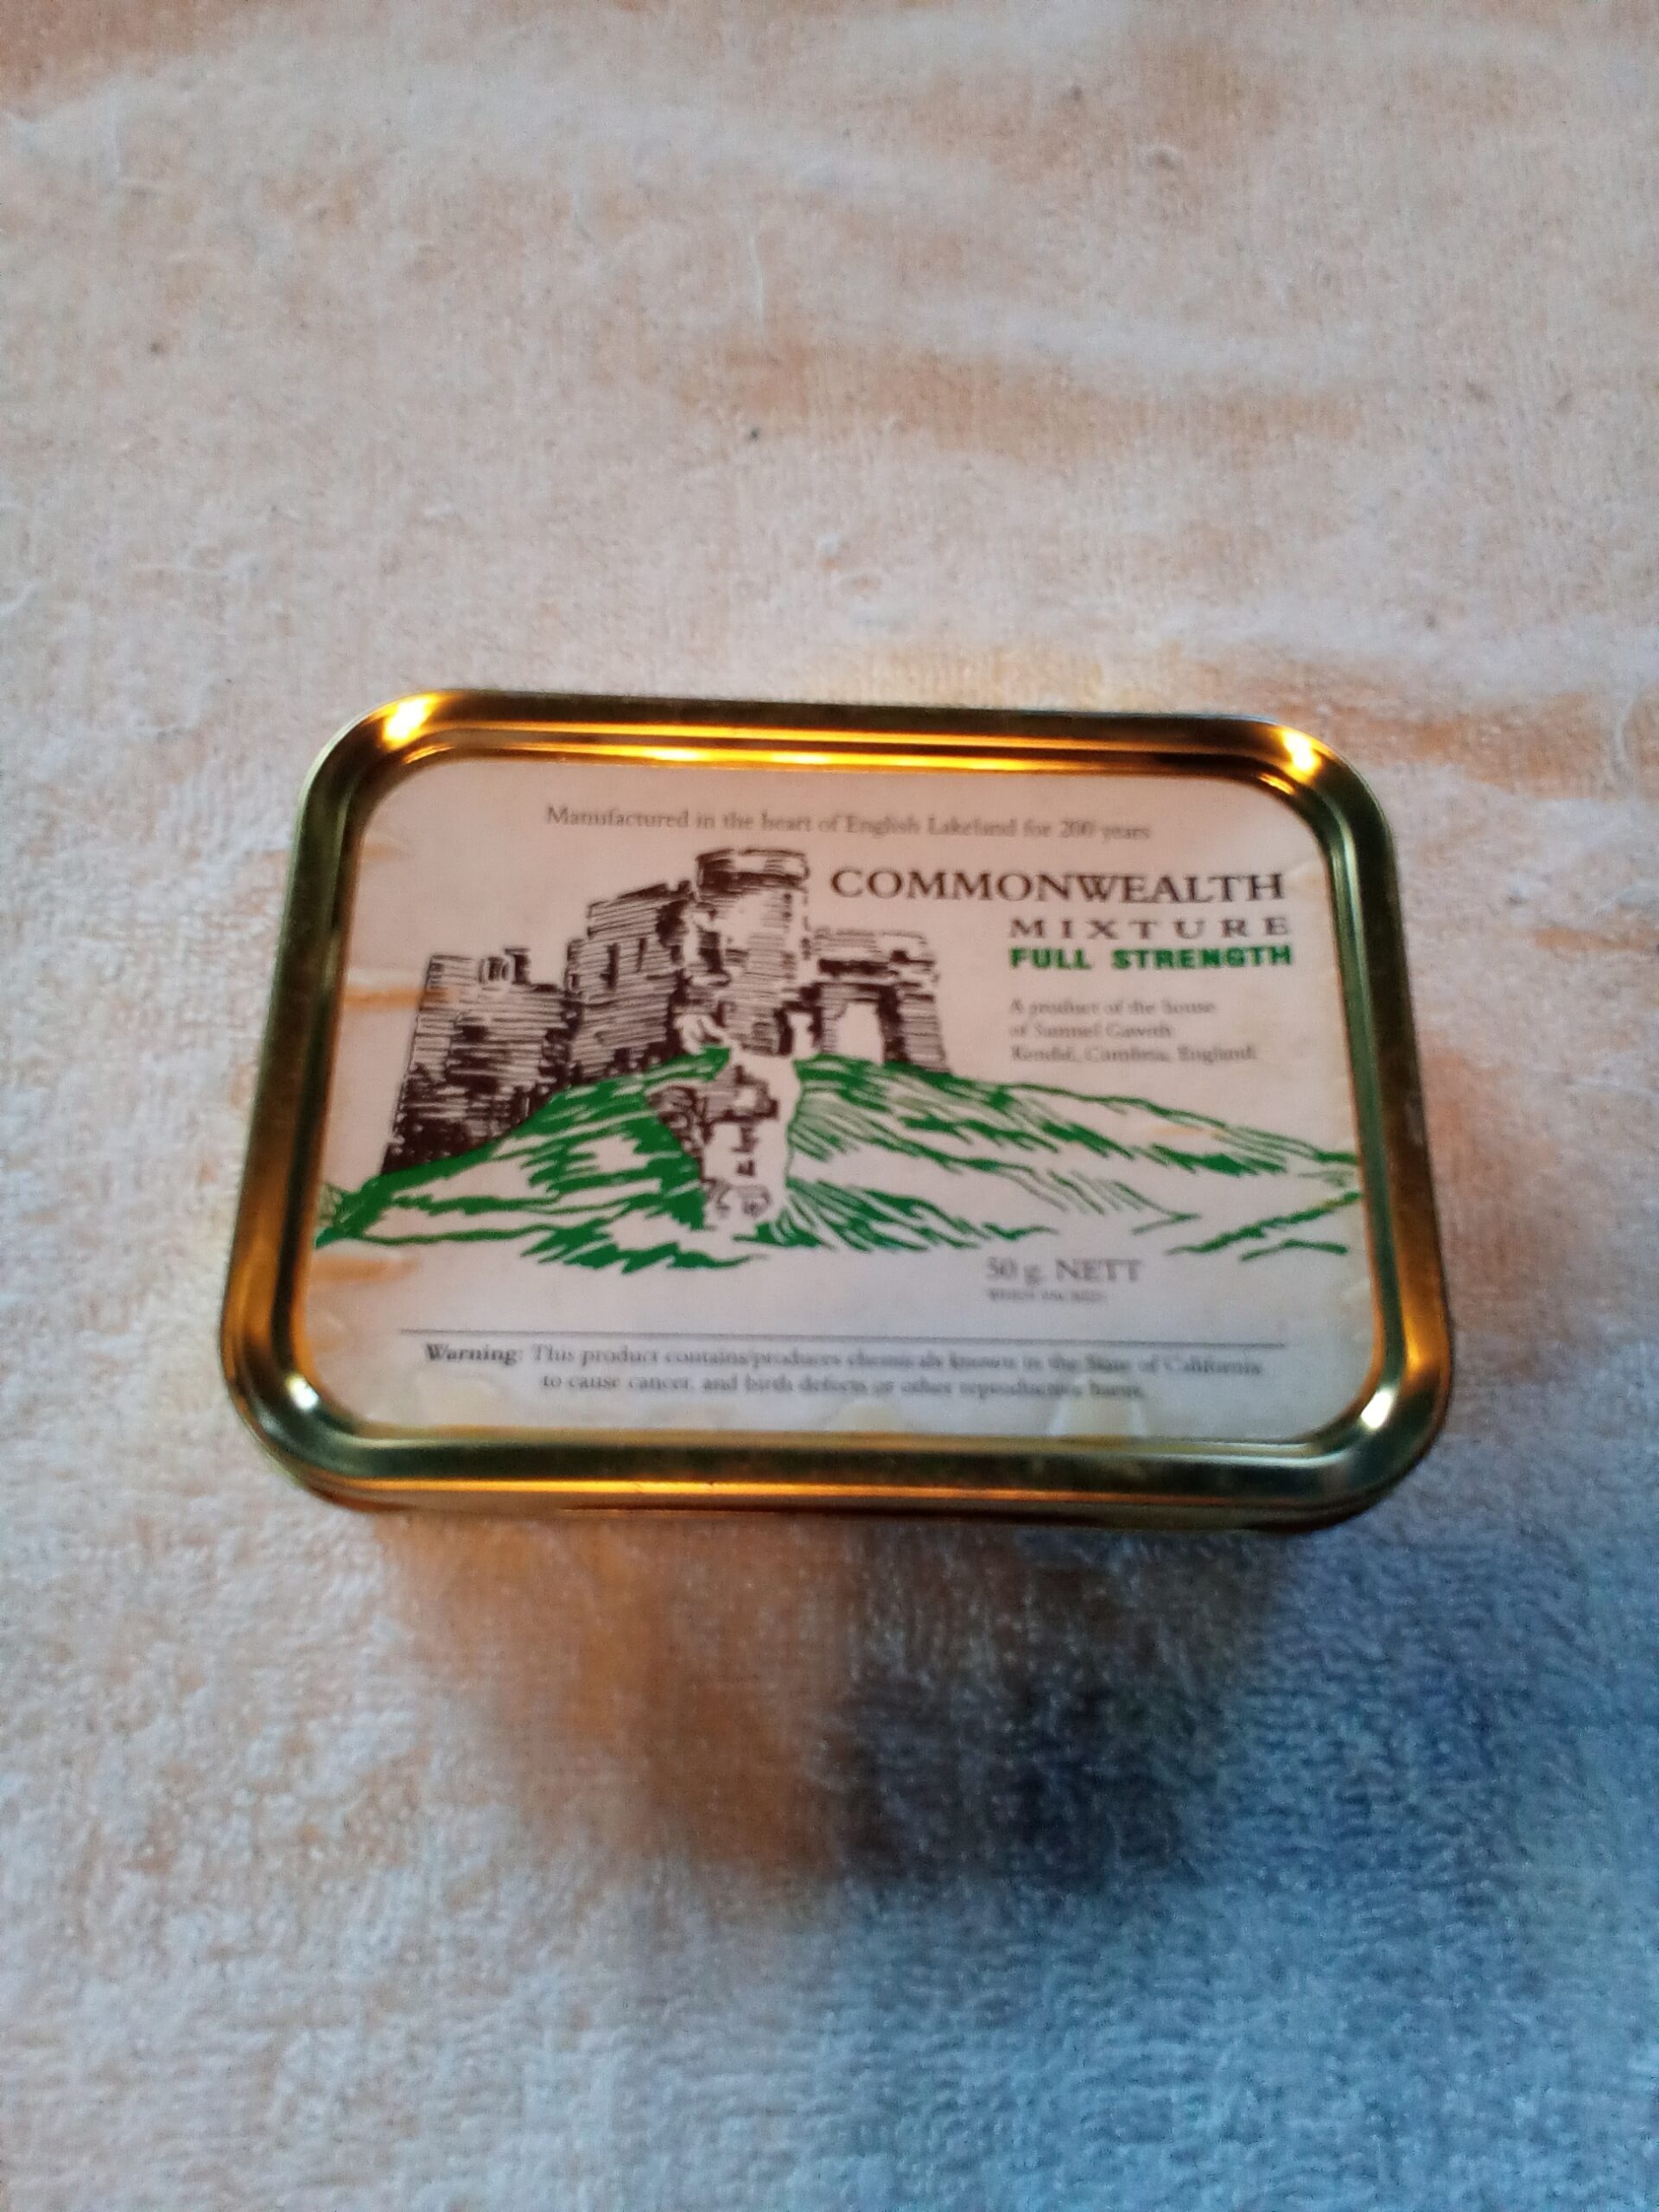 Manufactured in the heart of English Lakeland for 200 years
COMMONWEALTH
MIXTURE
FULL STRENGTH
A product of the house
of Samuel Gawith
Kendal, Cumbria, England.
50 g. NETT
Warning: This product contains/produces chemicals known to the State of California
to cause cancer, and birth defects or other reproductive harm.